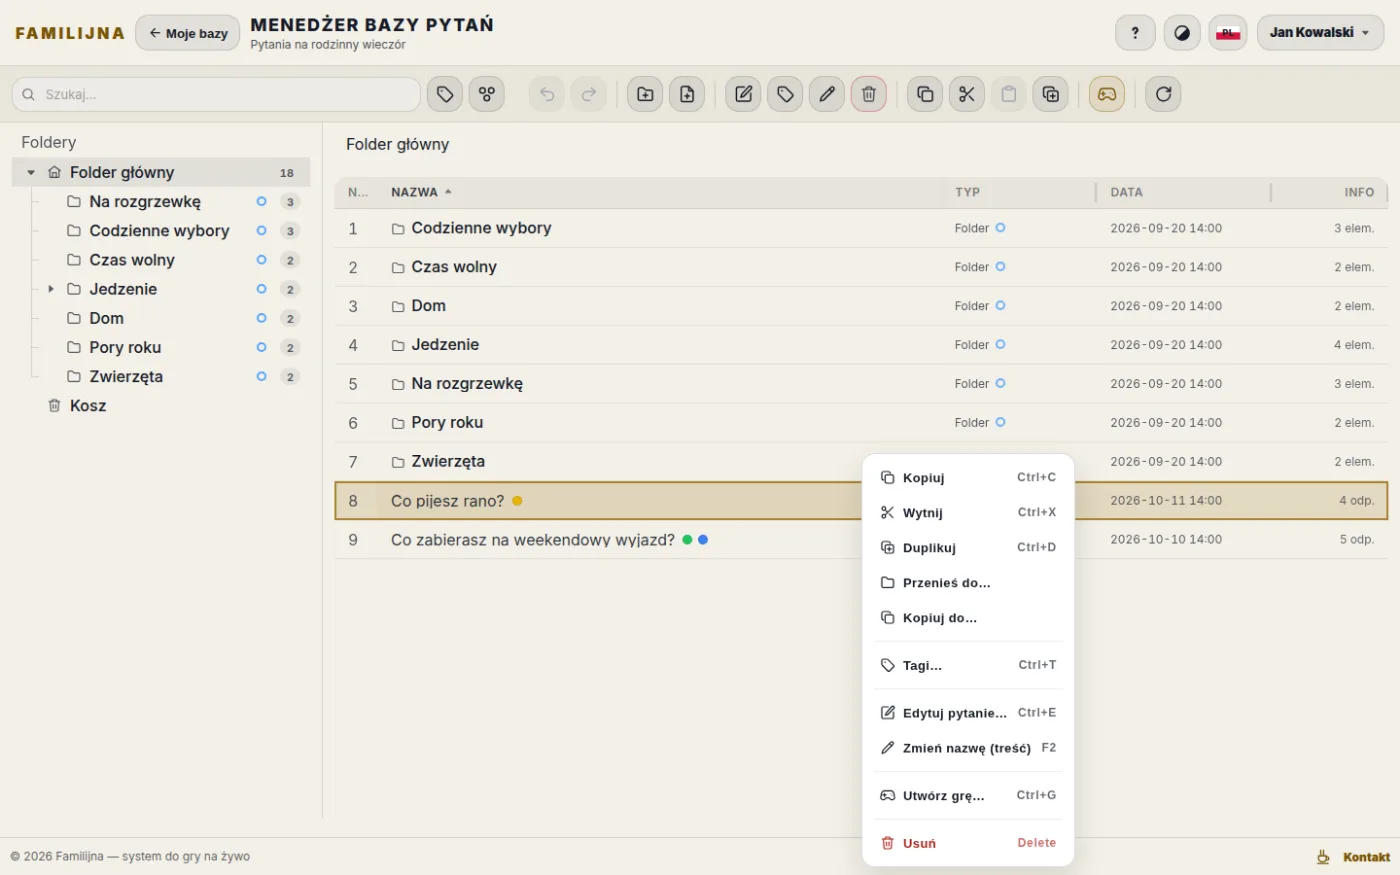 FAMILIJNA
← Moje bazy
MENEDŻER BAZY PYTAŃ
Pytania na rodzinny wieczór
?
PL
Jan Kowalski
Szukaj...
Foldery
Folder główny 18
Na rozgrzewkę 3
Codzienne wybory 3
Czas wolny 2
Jedzenie 2
Dom 2
Pory roku 2
Zwierzęta 2
Kosz
Folder główny
N... NAZWA TYP DATA INFO
1 Codzienne wybory Folder 2026-09-20 14:00 3 elem.
2 Czas wolny Folder 2026-09-20 14:00 2 elem.
3 Dom Folder 2026-09-20 14:00 2 elem.
4 Jedzenie Folder 2026-09-20 14:00 4 elem.
5 Na rozgrzewkę Folder 2026-09-20 14:00 3 elem.
6 Pory roku Folder 2026-09-20 14:00 2 elem.
7 Zwierzęta 2026-09-20 14:00 2 elem.
8 Co pijesz rano? 2026-10-11 14:00 4 odp.
9 Co zabierasz na weekendowy wyjazd? 2026-10-10 14:00 5 odp.
Kopiuj Ctrl+C
Wytnij Ctrl+X
Duplikuj Ctrl+D
Przenieś do...
Kopiuj do...
Tagi... Ctrl+T
Edytuj pytanie... Ctrl+E
Zmień nazwę (treść) F2
Utwórz grę... Ctrl+G
Usuń Delete
© 2026 Familijna — system do gry na żywo
Kontakt